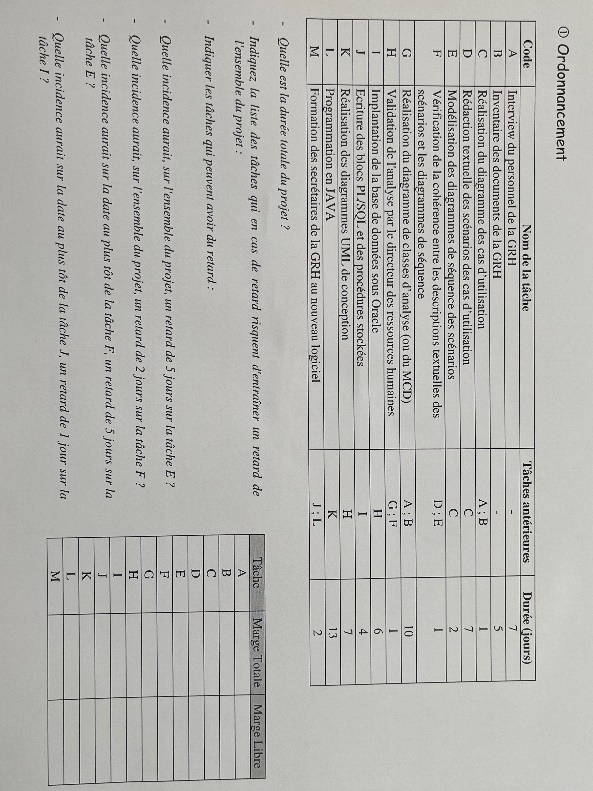 ① Ordonnancement
Code Nom de la tâche Tâches antérieures Durée (jours)
A Interview du personnel de la GRH - 7
B Inventaire des documents de la GRH - 5
C Réalisation du diagramme des cas d'utilisation A ; B 1
D Rédaction textuelle des scénarios des cas d'utilisation C 7
E Modélisation des diagrammes de séquence des scénarios C 2
F Vérification de la cohérence entre les descriptions textuelles des D ; E 1
scénarios et les diagrammes de séquence
G Réalisation du diagramme de classes d'analyse (ou du MCD) A ; B 10
H Validation de l'analyse par le directeur des ressources humaines G ; F 1
I Implantation de la base de données sous Oracle H 6
J Ecriture des blocs PL/SQL et des procédures stockées I 4
K Réalisation des diagrammes UML de conception H 7
L Programmation en JAVA K 13
M Formation des secrétaires de la GRH au nouveau logiciel J ; L 2
- Quelle est la durée totale du projet ?
- Indiquez la liste des tâches qui en cas de retard risquent d'entraîner un retard de
l'ensemble du projet :
- Indiquer les tâches qui peuvent avoir du retard :
- Quelle incidence aurait, sur l'ensemble du projet, un retard de 5 jours sur la tâche E ?
- Quelle incidence aurait, sur l'ensemble du projet, un retard de 2 jours sur la tâche F ?
- Quelle incidence aurait sur la date au plus tôt de la tâche F, un retard de 5 jours sur la
tâche E ?
- Quelle incidence aurait sur la date au plus tôt de la tâche J, un retard de 1 jour sur la
tâche I ?
Tâche Marge Totale Marge Libre
A
B
C
D
E
F
G
H
I
J
K
L
M